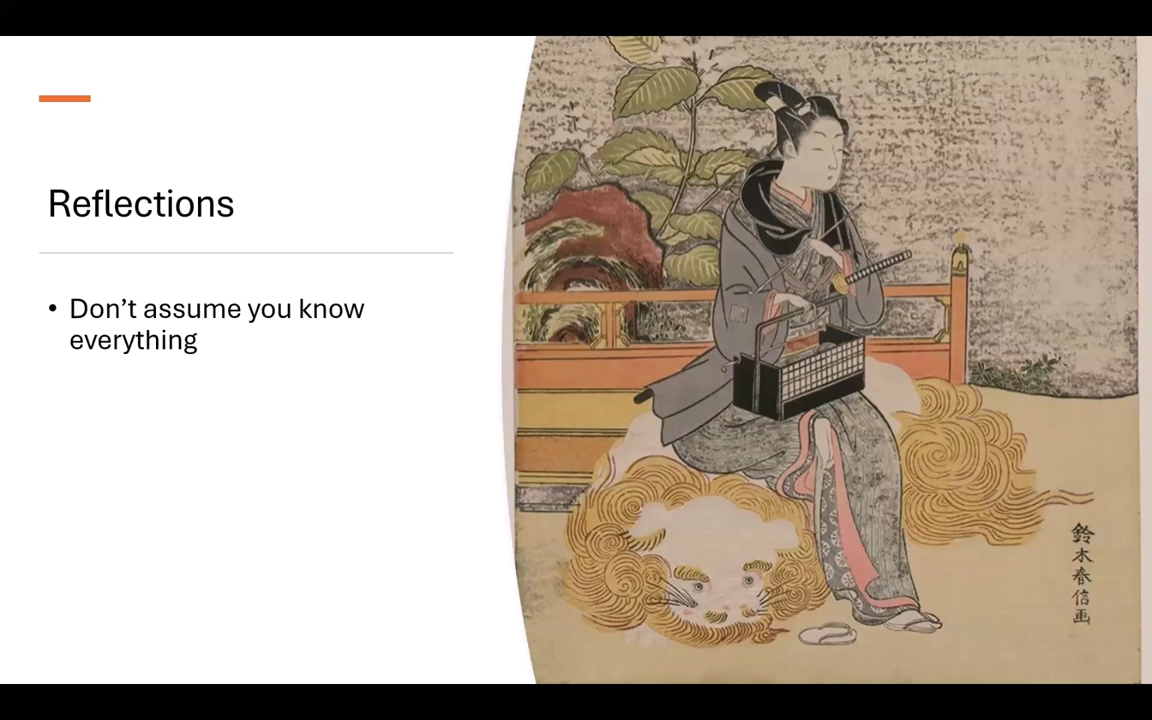 Reflections
• Don’t assume you know
everything
鈴木春信画